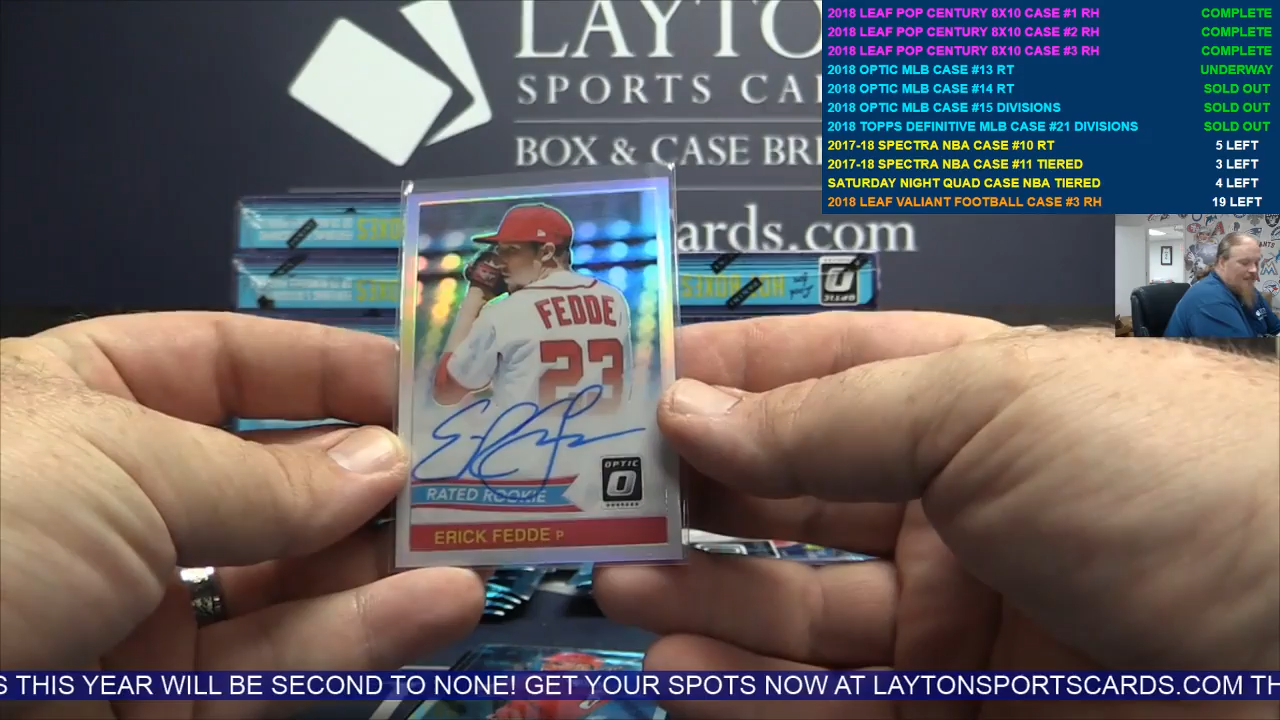 LAYTO
SPORTS CA
BOX & CASE BRE
ards.com
2018 LEAF POP CENTURY 8X10 CASE #1 RH COMPLETE
2018 LEAF POP CENTURY 8X10 CASE #2 RH COMPLETE
2018 LEAF POP CENTURY 8X10 CASE #3 RH COMPLETE
2018 OPTIC MLB CASE #13 RT UNDERWAY
2018 OPTIC MLB CASE #14 RT SOLD OUT
2018 OPTIC MLB CASE #15 DIVISIONS SOLD OUT
2018 TOPPS DEFINITIVE MLB CASE #21 DIVISIONS SOLD OUT
2017-18 SPECTRA NBA CASE #10 RT 5 LEFT
2017-18 SPECTRA NBA CASE #11 TIERED 3 LEFT
SATURDAY NIGHT QUAD CASE NBA TIERED 4 LEFT
2018 LEAF VALIANT FOOTBALL CASE #3 RH 19 LEFT
FEDDE
23
OPTIC
RATED ROOKIE
ERICK FEDDE P
S THIS YEAR WILL BE SECOND TO NONE! GET YOUR SPOTS NOW AT LAYTONSPORTSCARDS.COM TH